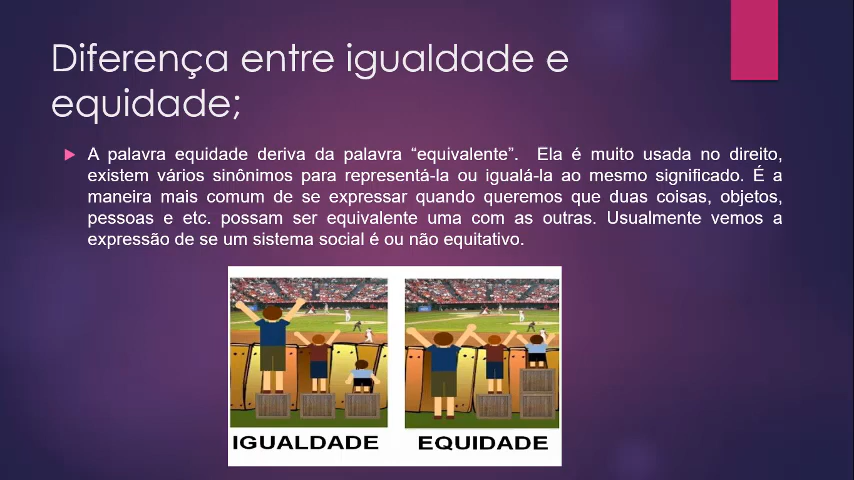 Diferença entre igualdade e
equidade;
A palavra equidade deriva da palavra “equivalente”. Ela é muito usada no direito,
existem vários sinônimos para representá-la ou igualá-la ao mesmo significado. É a
maneira mais comum de se expressar quando queremos que duas coisas, objetos,
pessoas e etc. possam ser equivalente uma com as outras. Usualmente vemos a
expressão de se um sistema social é ou não equitativo.
IGUALDADE
EQUIDADE